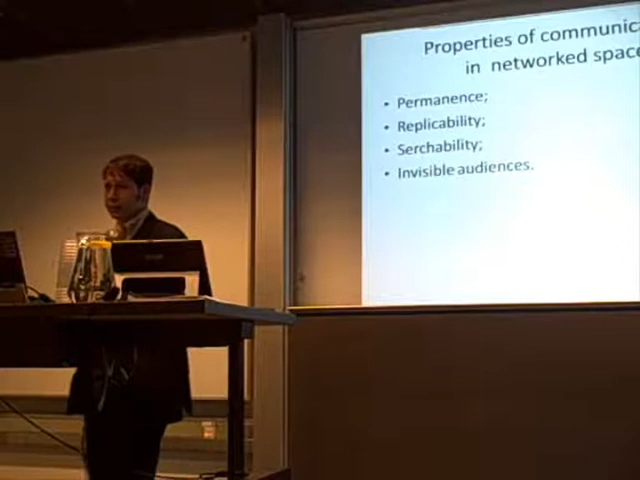 Properties of communic
in networked space
• Permanence;
• Replicability;
• Serchability;
• Invisible audiences.